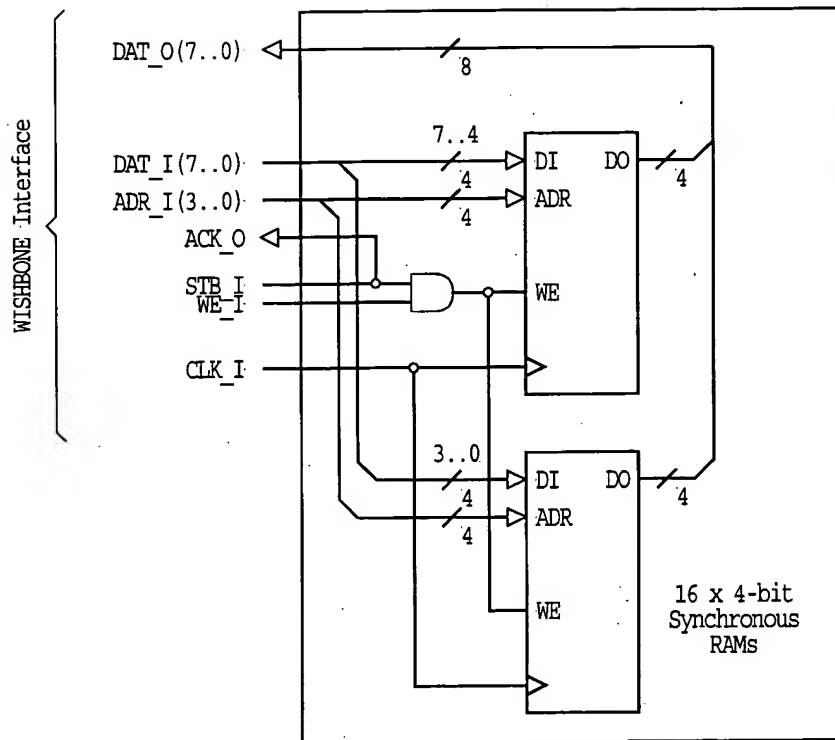 WISHBONE Interface
DAT_O(7..0)
8
DAT_I(7..0)
7..4
4
DI
DO
4
ADR_I(3..0)
4
ADR
ACK_O
STB_I
WE_I
WE
CLK_I
3..0
4
DI
DO
4
4
ADR
WE
16 x 4-bit
Synchronous
RAMs